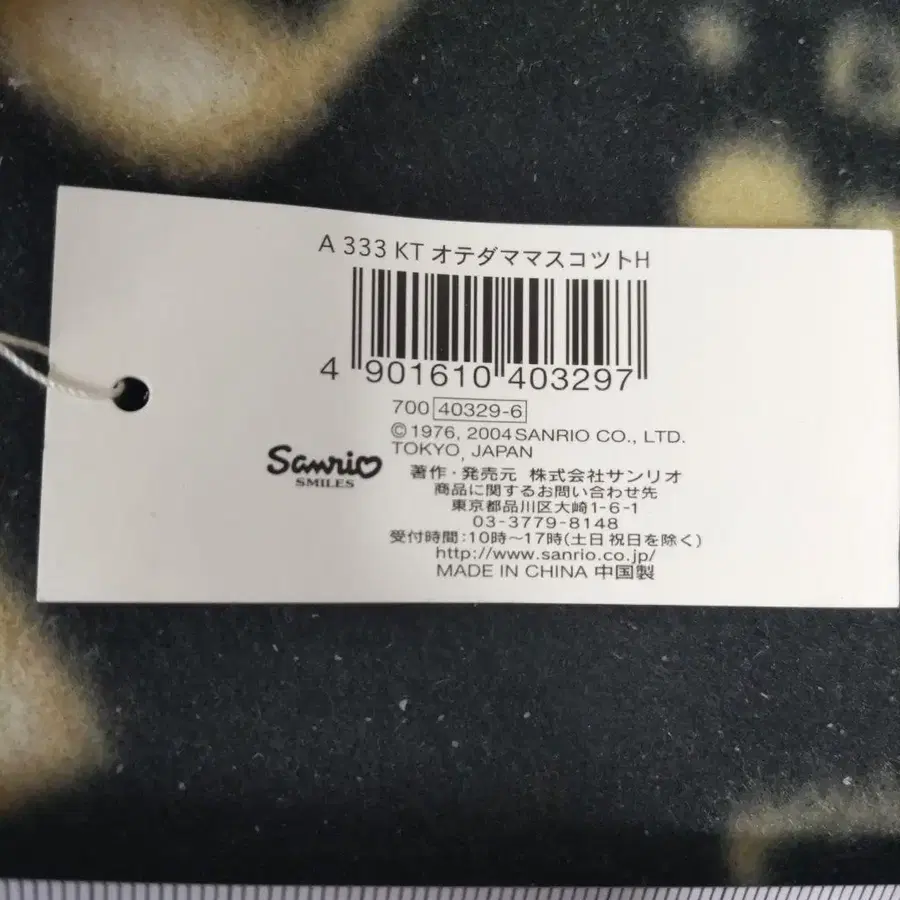 A 333 KT オテダママスコツトH
4 901610 403297
700 40329-6
©1976, 2004 SANRIO CO., LTD.
TOKYO, JAPAN
Sanrio
SMILES
著作・発売元 株式会社サンリオ
商品に関するお問い合わせ先
東京都品川区大崎1-6-1
03-3779-8148
受付時間:10時〜17時(土日 祝日を除く)
http://www.sanrio.co.jp/
MADE IN CHINA 中国製